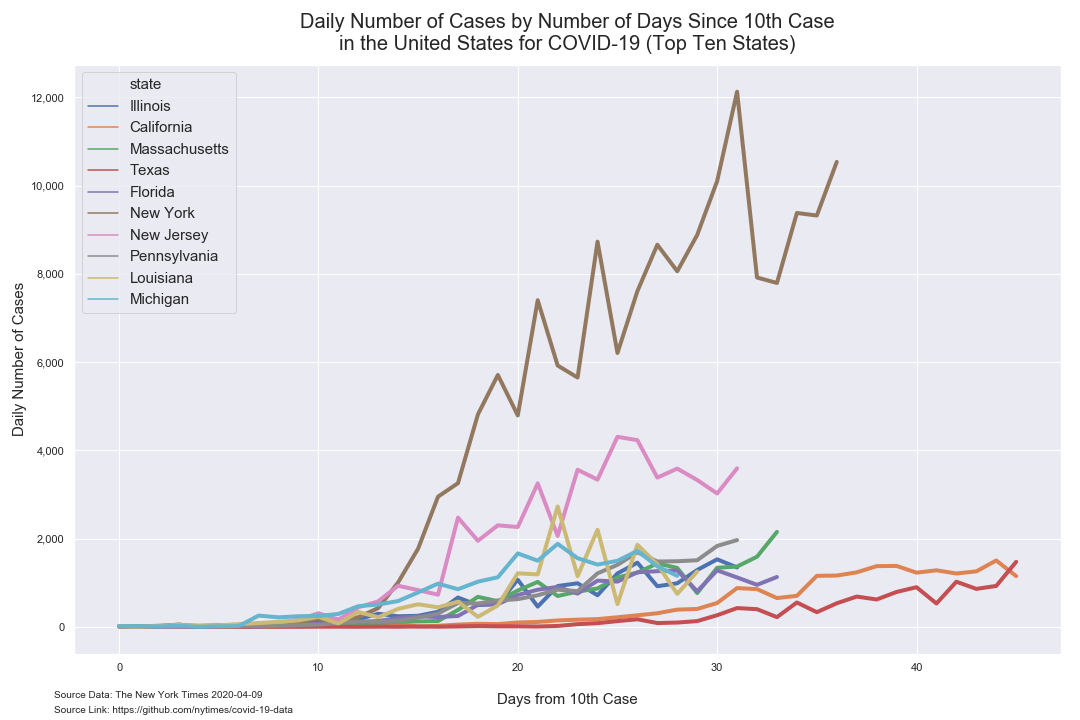 Daily Number of Cases by Number of Days Since 10th Case
in the United States for COVID-19 (Top Ten States)
state
Illinois
California
Massachusetts
Texas
Florida
New York
New Jersey
Pennsylvania
Louisiana
Michigan
Daily Number of Cases
12,000
10,000
8,000
6,000
4,000
2,000
0
0
10
20
30
40
Days from 10th Case
Source Data: The New York Times 2020-04-09
Source Link: https://github.com/nytimes/covid-19-data